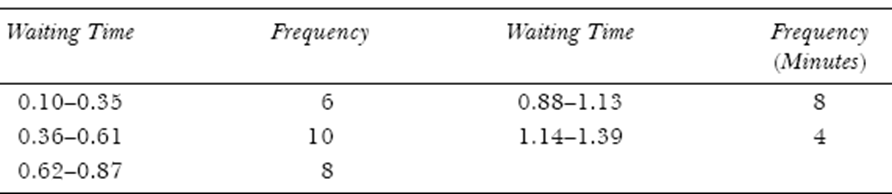 Waiting Time Frequency Waiting Time Frequency
(Minutes)
0.10–0.35 6 0.88–1.13 8
0.36–0.61 10 1.14–1.39 4
0.62–0.87 8